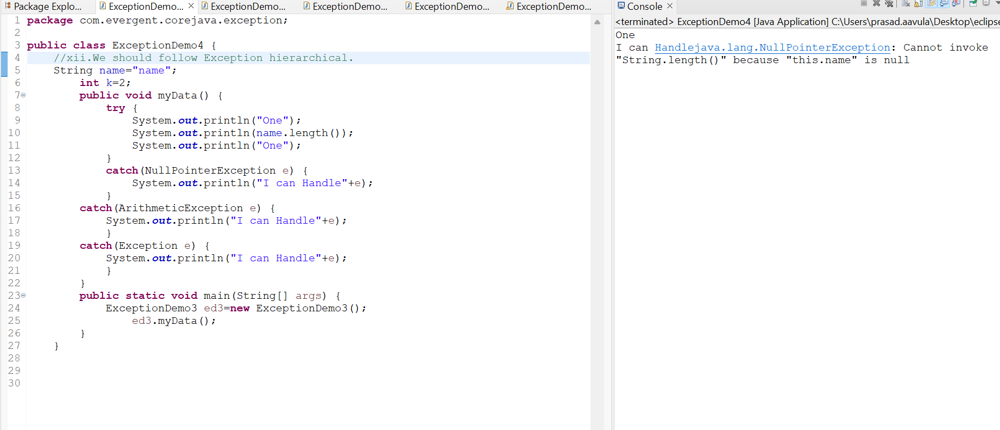 Package Explo... ExceptionDemo... ExceptionDemo... ExceptionDemo... ExceptionDemo... ExceptionDemo...
1 package com.evergent.corejava.exception;
2
3 public class ExceptionDemo4 {
4 //xii.We should follow Exception hierarchical.
5 String name="name";
6 int k=2;
7 public void myData() {
8 try {
9 System.out.println("One");
10 System.out.println(name.length());
11 System.out.println("One");
12 }
13 catch(NullPointerException e) {
14 System.out.println("I can Handle"+e);
15 }
16 catch(ArithmeticException e) {
17 System.out.println("I can Handle"+e);
18 }
19 catch(Exception e) {
20 System.out.println("I can Handle"+e);
21 }
22 }
23 public static void main(String[] args) {
24 ExceptionDemo3 ed3=new ExceptionDemo3();
25 ed3.myData();
26 }
27 }
28
29
30
Console
<terminated> ExceptionDemo4 [Java Application] C:\Users\prasad.aavula\Desktop\eclipse
One
I can Handlejava.lang.NullPointerException: Cannot invoke
"String.length()" because "this.name" is null